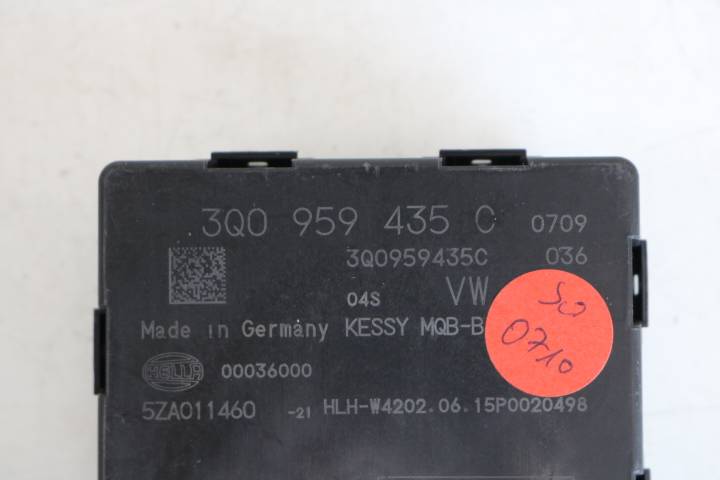 3Q0 959 435 C 0709
3Q0959435C 036
04S VW
Made in Germany KESSY MQB-B
HELLA 00036000
5ZA011460 -21 HLH-W4202.06.15P0020498
0710